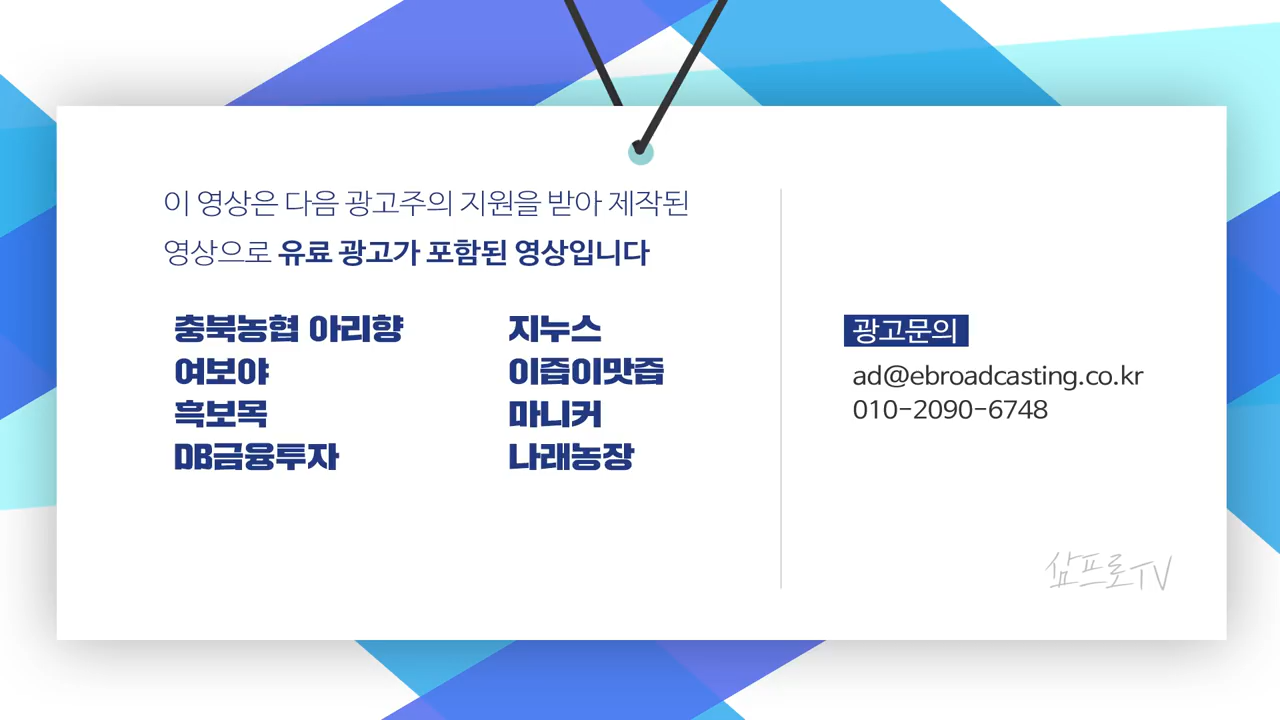 이 영상은 다음 광고주의 지원을 받아 제작된
영상으로 유료 광고가 포함된 영상입니다
충북농협 아리향
여보야
흑보목
DB금융투자
지누스
이즙이맛즙
마니커
나래농장
광고문의
ad@ebroadcasting.co.kr
010-2090-6748
삼프로TV